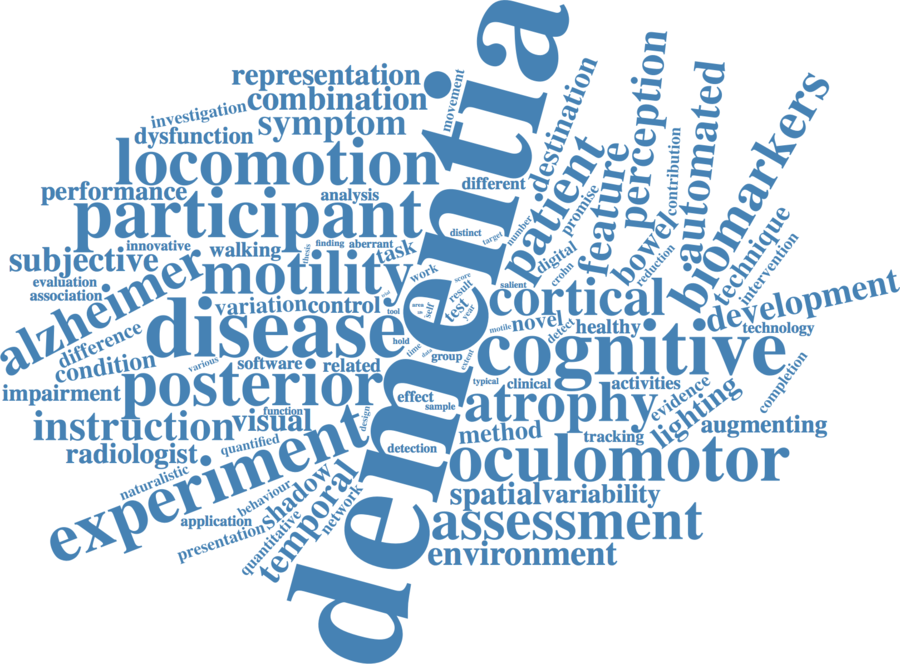 dementia
representation
combination
investigation
dysfunction
symptom
movement
locomotion
performance
analysis
participant
different
destination
perception
automated
biomarkers
contribution
patient
feature
promise
number
target
distinct
innovative
finding
aberrant
thesis
walking
task
subjective
evaluation
association
alzheimer
motility
work
score
result
test
year
self
area
variation
control
tool
disease
hold
time
data
group
extent
difference
condition
various
software
related
impairment
posterior
function
effect
sample
design
instruction
visual
radiologist
quantified
experiment
detection
naturalistic
behaviour
application
presentation
quantitative
shadow
temporal
network
digital
crohn
salient
bowel
reduction
technique
intervention
cortical
development
technology
motile
novel
detect
healthy
cognitive
typical
clinical
activities
completion
evidence
lighting
augmenting
atrophy
method
tracking
oculomotor
spatial
variability
assessment
environment